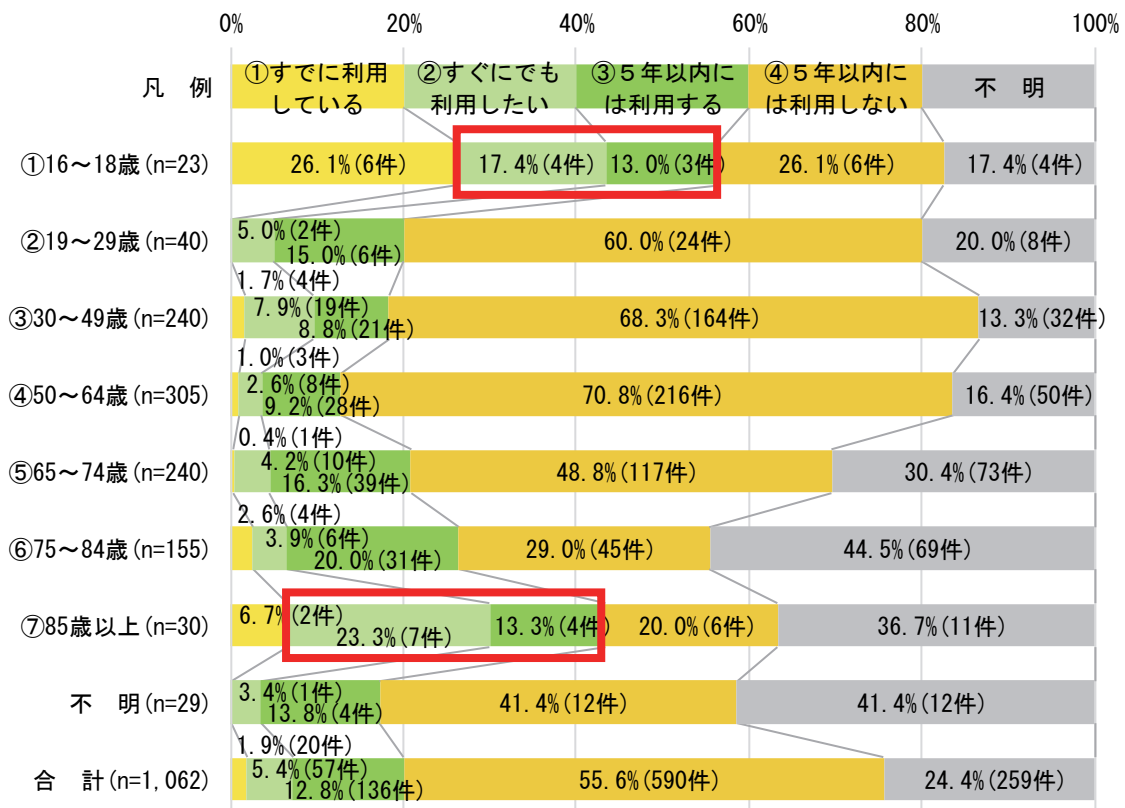 0% 20% 40% 60% 80% 100%
凡 例
①すでに利用
している
②すぐにでも
利用したい
③５年以内に
は利用する
④５年以内に
は利用しない
不 明
①16～18歳(n=23)
26.1%(6件) 17.4%(4件) 13.0%(3件) 26.1%(6件) 17.4%(4件)
②19～29歳(n=40)
5.0%(2件)
15.0%(6件)
60.0%(24件) 20.0%(8件)
1.7%(4件)
③30～49歳(n=240)
7.9%(19件)
8.8%(21件)
68.3%(164件) 13.3%(32件)
1.0%(3件)
④50～64歳(n=305)
2.6%(8件)
9.2%(28件)
70.8%(216件) 16.4%(50件)
0.4%(1件)
⑤65～74歳(n=240)
4.2%(10件)
16.3%(39件)
48.8%(117件) 30.4%(73件)
2.6%(4件)
⑥75～84歳(n=155)
3.9%(6件)
20.0%(31件)
29.0%(45件) 44.5%(69件)
⑦85歳以上(n=30)
6.7%(2件)
23.3%(7件)
13.3%(4件) 20.0%(6件) 36.7%(11件)
不 明(n=29)
3.4%(1件)
13.8%(4件)
41.4%(12件) 41.4%(12件)
1.9%(20件)
合 計(n=1,062)
5.4%(57件)
12.8%(136件)
55.6%(590件) 24.4%(259件)